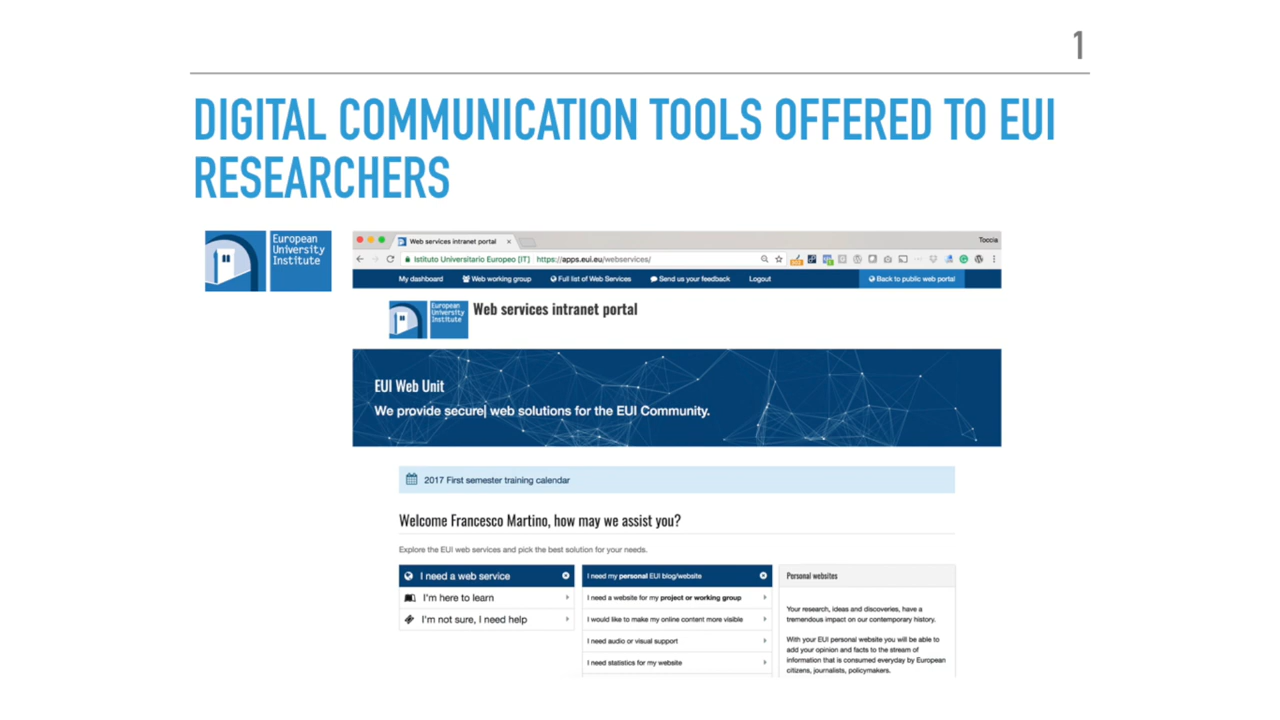 1
DIGITAL COMMUNICATION TOOLS OFFERED TO EUI
RESEARCHERS
European
University
Institute
Web services intranet portal
Toccia
Istituto Universitario Europeo [IT] https://apps.eui.eu/webservices/
My dashboard Web working group Full list of Web Services Send us your feedback Logout Back to public web portal
European
University
Institute
Web services intranet portal
EUI Web Unit
We provide secure| web solutions for the EUI Community.
2017 First semester training calendar
Welcome Francesco Martino, how may we assist you?
Explore the EUI web services and pick the best solution for your needs.
I need a web service
I'm here to learn
I'm not sure, I need help
I need my personal EUI blog/website
I need a website for my project or working group
I would like to make my online content more visible
I need audio or visual support
I need statistics for my website
Personal websites
Your research, ideas and discoveries, have a
tremendous impact on our contemporary history.
With your EUI personal website you will be able to
add your opinion and facts to the stream of
information that is consumed everyday by European
citizens, journalists, policymakers.